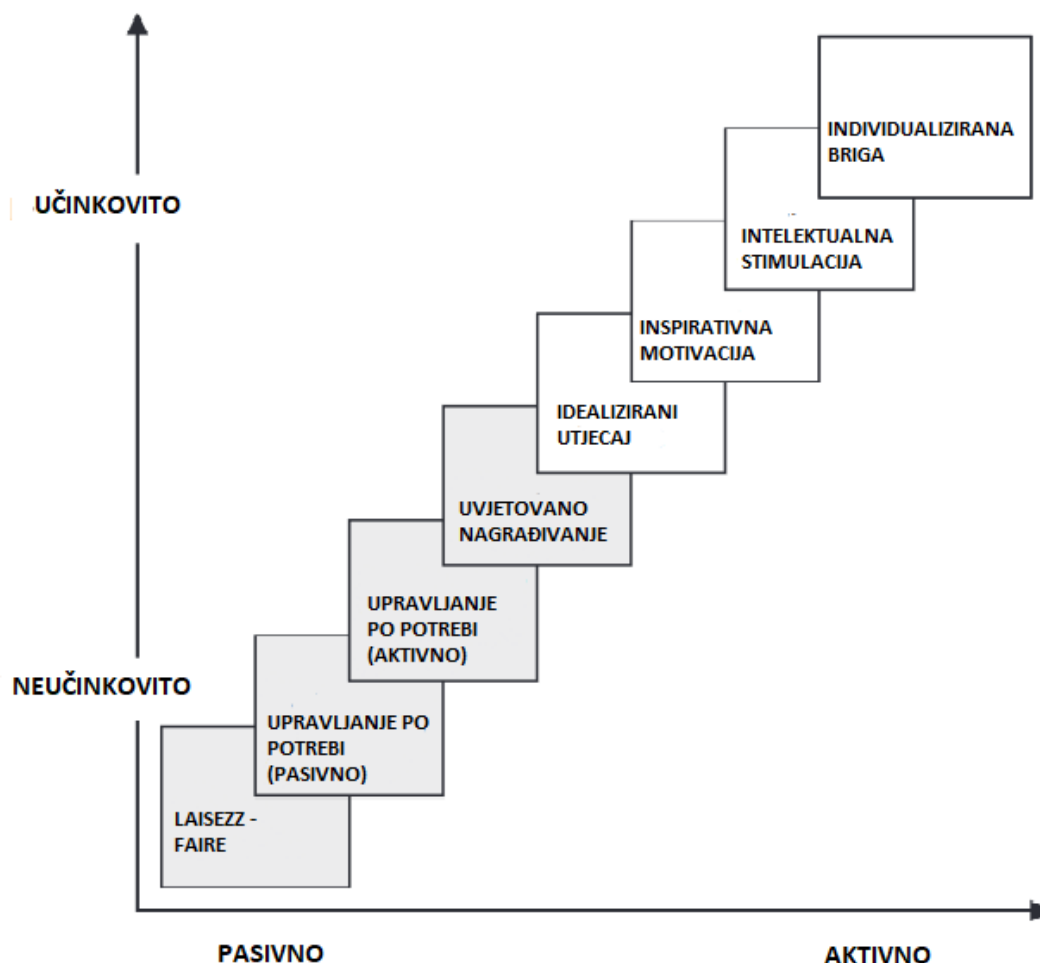 INDIVIDUALIZIRANA
BRIGA
UČINKOVITO
INTELEKTUALNA
STIMULACIJA
INSPIRATIVNA
MOTIVACIJA
IDEALIZIRANI
UTJECAJ
UVJETOVANO
NAGRAĐIVANJE
UPRAVLJANJE
PO POTREBI
(AKTIVNO)
NEUČINKOVITO
UPRAVLJANJE PO
POTREBI
(PASIVNO)
LAISEZZ -
FAIRE
PASIVNO
AKTIVNO